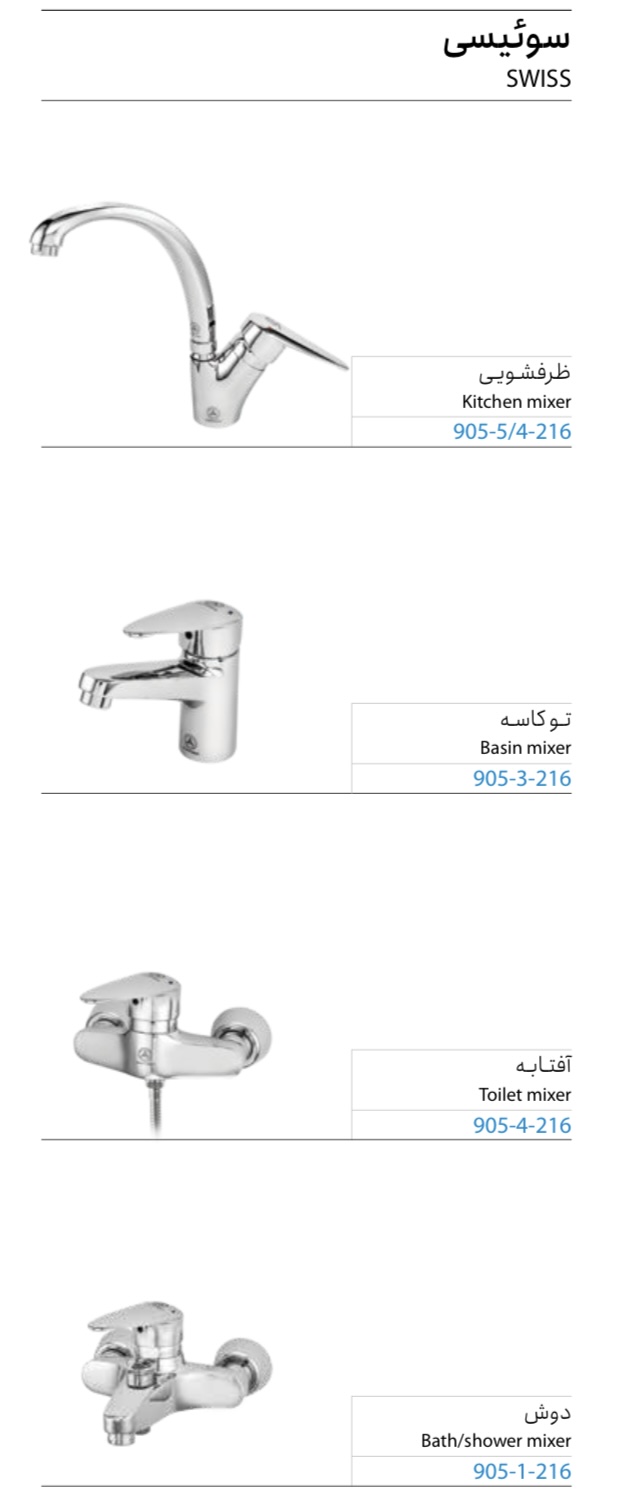 سوئیسی
SWISS
ظرفشویی
Kitchen mixer
905-5/4-216
توکاسه
Basin mixer
905-3-216
آفتابه
Toilet mixer
905-4-216
دوش
Bath/shower mixer
905-1-216